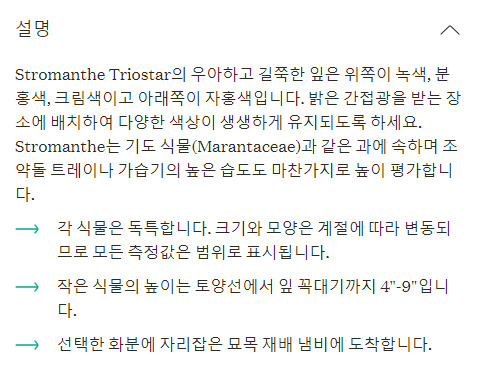 설명
Stromanthe Triostar의 우아하고 길쭉한 잎은 위쪽이 녹색, 분
홍색, 크림색이고 아래쪽이 자홍색입니다. 밝은 간접광을 받는 장
소에 배치하여 다양한 색상이 생생하게 유지되도록 하세요.
Stromanthe는 기도 식물(Marantaceae)과 같은 과에 속하며 조
약돌 트레이나 가습기의 높은 습도도 마찬가지로 높이 평가합니
다.
각 식물은 독특합니다. 크기와 모양은 계절에 따라 변동되
므로 모든 측정값은 범위로 표시됩니다.
작은 식물의 높이는 토양선에서 잎 꼭대기까지 4"-9"입니
다.
선택한 화분에 자리잡은 묘목 재배 냄비에 도착합니다.